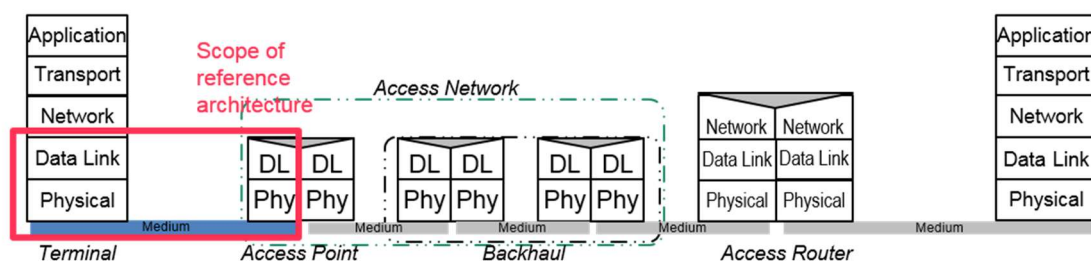 Application
Transport
Network
Data Link
Physical
Medium
Terminal
Scope of
reference
architecture
Access Network
DL DL
Phy Phy
Medium
Access Point
DL DL
Phy Phy
Medium
DL DL
Phy Phy
Medium
Backhaul
Network Network
Data Link Data Link
Physical Physical
Medium
Access Router
Application
Transport
Network
Data Link
Physical